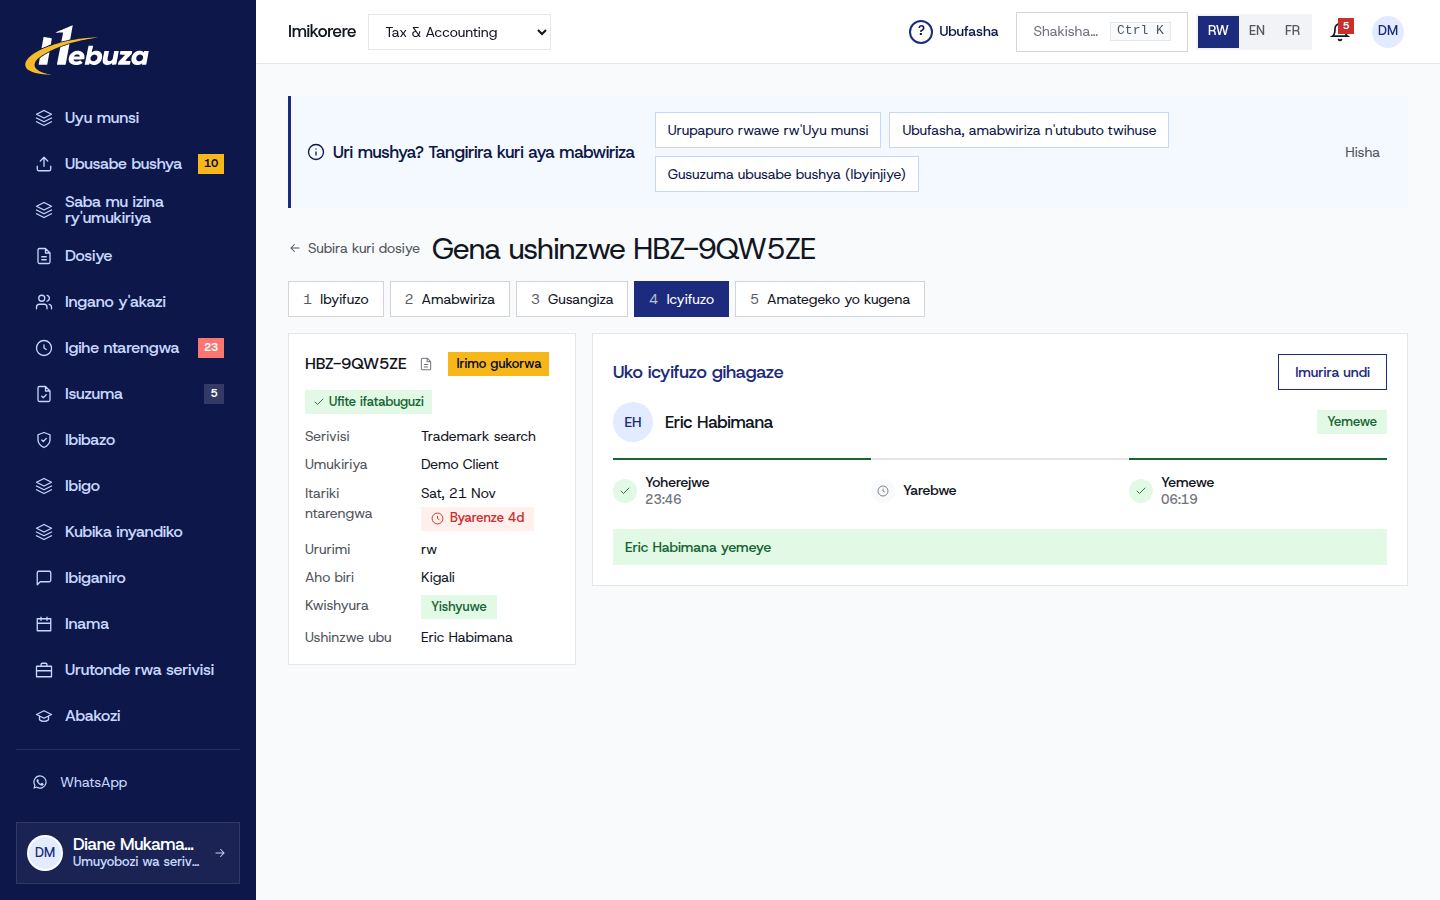 Hebuza
Uyu munsi
Ubusabe bushya 10
Saba mu izina
ry'umukiriya
Dosiye
Ingano y'akazi
Igihe ntarengwa 23
Isuzuma 5
Ibibazo
Ibigo
Kubika inyandiko
Ibiganiro
Inama
Urutonde rwa serivisi
Abakozi
WhatsApp
DM
Diane Mukama...
Umuyobozi wa seriv...
Imikorere Tax & Accounting
? Ubufasha
Shakisha... Ctrl K
RW EN FR
5
DM
Uri mushya? Tangirira kuri aya mabwiriza
Urupapuro rwawe rw'Uyu munsi
Ubufasha, amabwiriza n'utubuto twihuse
Gusuzuma ubusabe bushya (Ibyinjiye)
Hisha
← Subira kuri dosiye
Gena ushinzwe HBZ-9QW5ZE
1 Ibyifuzo
2 Amabwiriza
3 Gusangiza
4 Icyifuzo
5 Amategeko yo kugena
HBZ-9QW5ZE Irimo gukorwa
Ufite ifatabuguzi
Serivisi Trademark search
Umukiriya Demo Client
Itariki
ntarengwa
Sat, 21 Nov
Byarenze 4d
Ururimi rw
Aho biri Kigali
Kwishyura Yishyuwe
Ushinzwe ubu Eric Habimana
Uko icyifuzo gihagaze
Imurira undi
EH Eric Habimana
Yemewe
Yoherejwe
23:46
Yarebwe
Yemewe
06:19
Eric Habimana yemeye